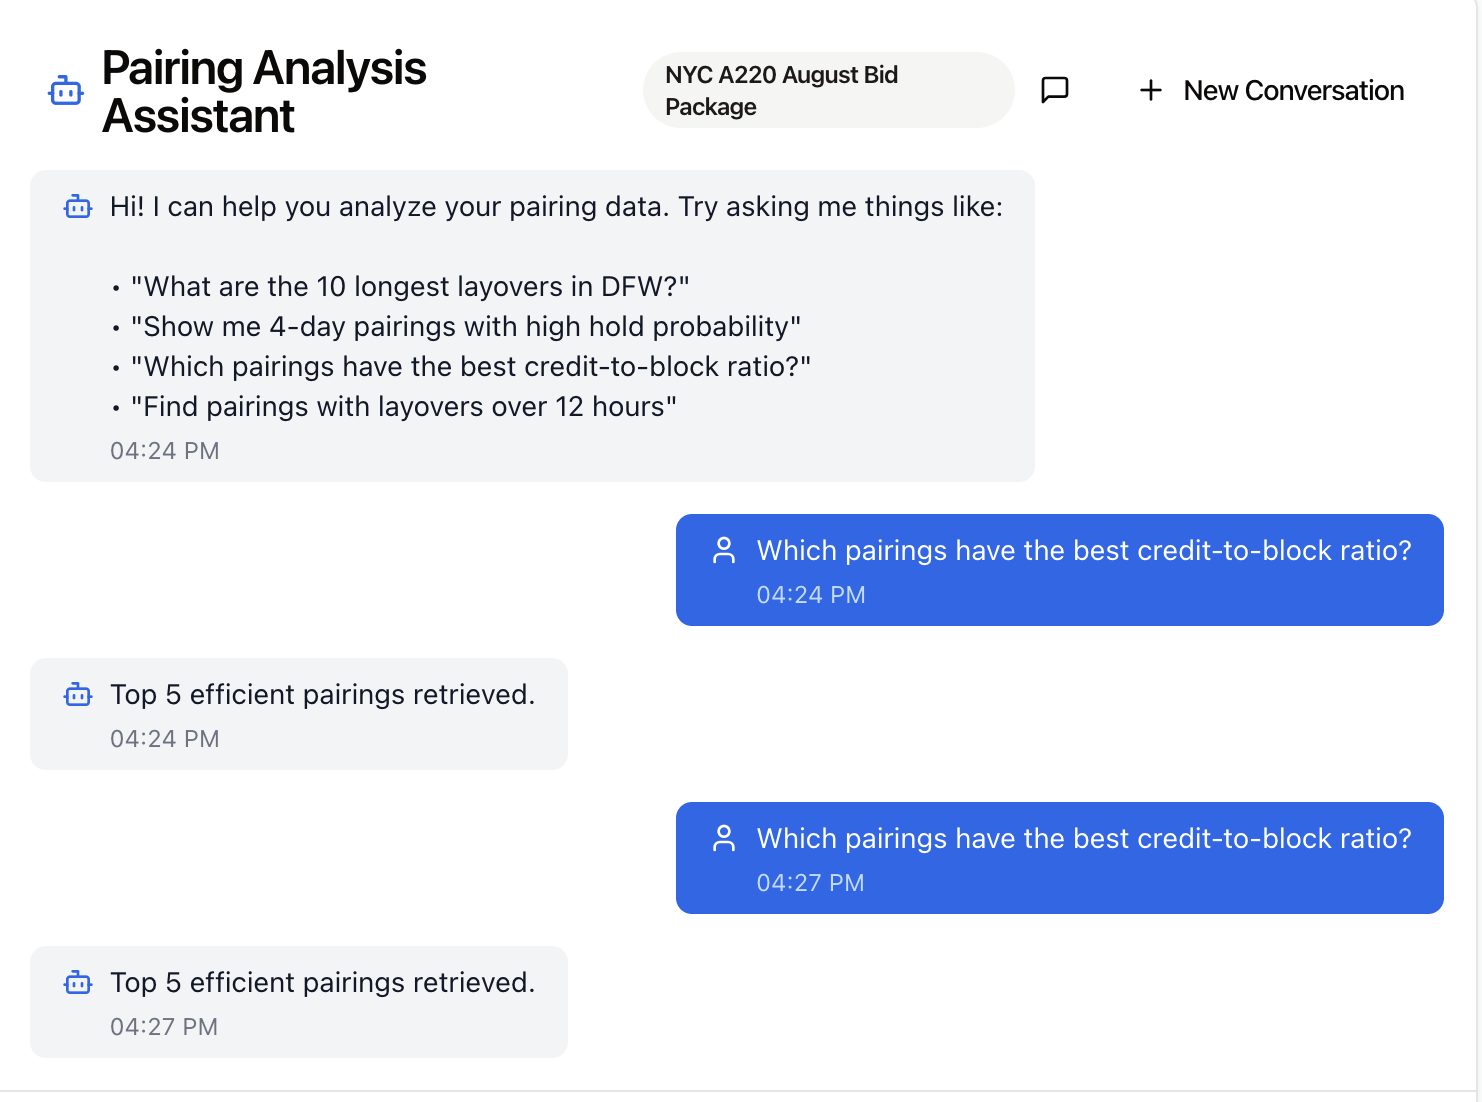 Pairing Analysis
Assistant
NYC A220 August Bid
Package
New Conversation
Hi! I can help you analyze your pairing data. Try asking me things like:
• "What are the 10 longest layovers in DFW?"
• "Show me 4-day pairings with high hold probability"
• "Which pairings have the best credit-to-block ratio?"
• "Find pairings with layovers over 12 hours"
04:24 PM
Which pairings have the best credit-to-block ratio?
04:24 PM
Top 5 efficient pairings retrieved.
04:24 PM
Which pairings have the best credit-to-block ratio?
04:27 PM
Top 5 efficient pairings retrieved.
04:27 PM